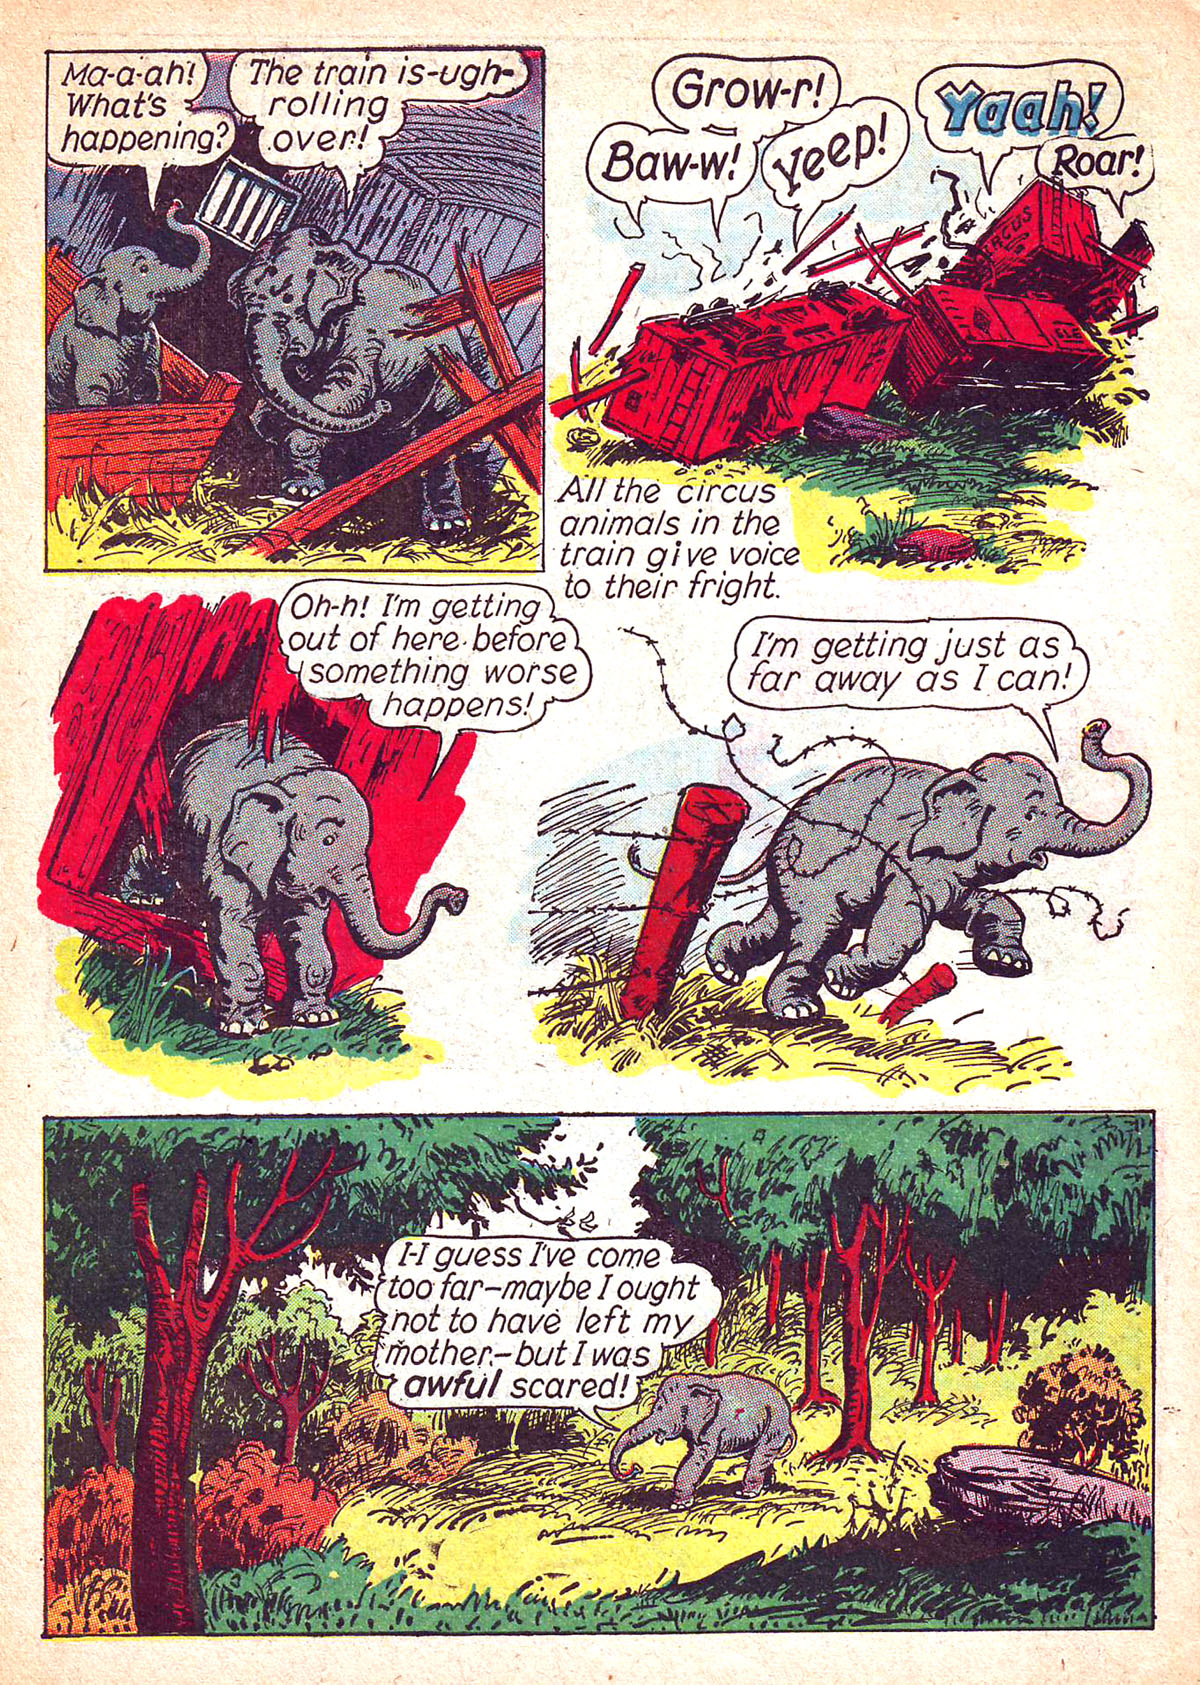 Ma-a-ah!
What's
happening?
The train is-ugh-
rolling
over!
Grow-r!
Baw-w!
Yeep!
Yaah!
Roar!
CIRCUS
All the circus
animals in the
train give voice
to their fright.
Oh-h! I'm getting
out of here before
something worse
happens!
I'm getting just as
far away as I can!
I-I guess I've come
too far-maybe I ought
not to have left my
mother-but I was
awful scared!